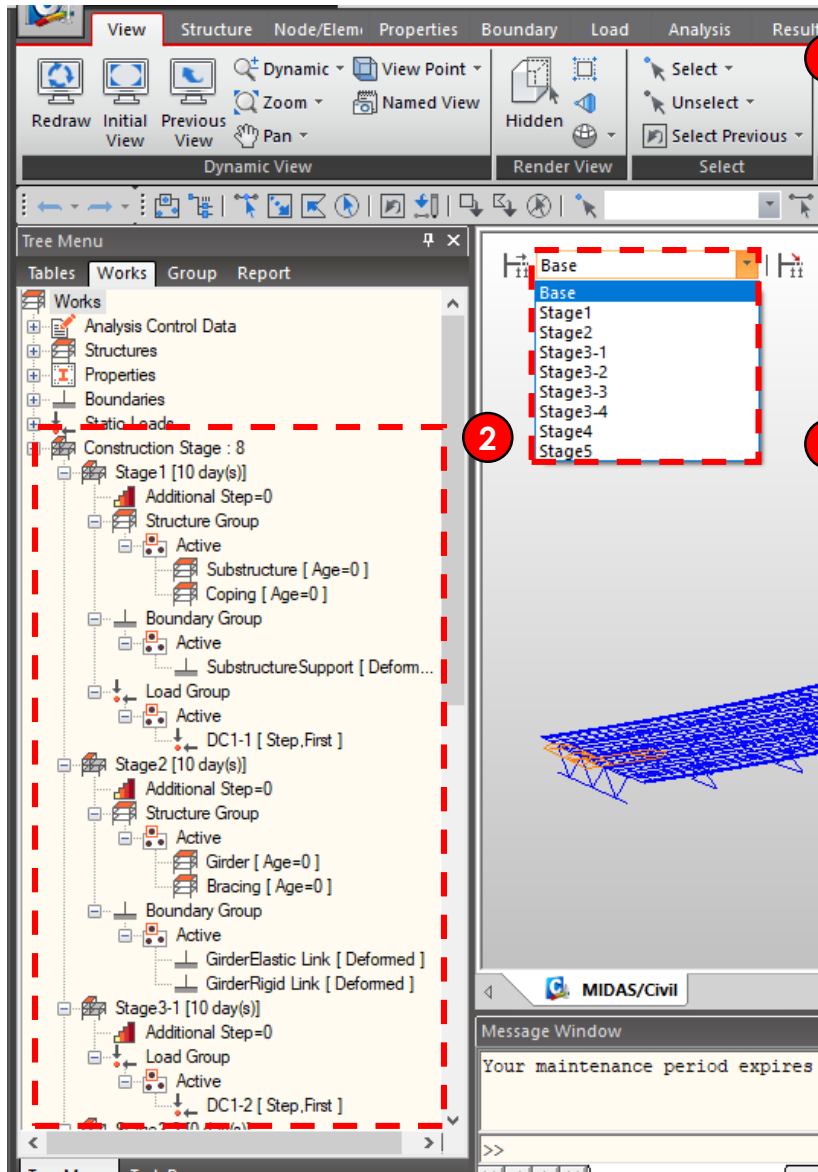 View Structure Node/Elem Properties Boundary Load Analysis Result
Dynamic View Point Select
Zoom Named View Unselect
Redraw Initial View Previous View Pan Hidden Select Previous
Dynamic View Render View Select
Tree Menu
Tables Works Group Report
Works
Analysis Control Data
Structures
Properties
Boundaries
Static Loads
Construction Stage : 8
Stage1 [10 day(s)]
Additional Step=0
Structure Group
Active
Substructure [ Age=0 ]
Coping [ Age=0 ]
Boundary Group
Active
SubstructureSupport [ Deform...
Load Group
Active
DC1-1 [ Step,First ]
Stage2 [10 day(s)]
Additional Step=0
Structure Group
Active
Girder [ Age=0 ]
Bracing [ Age=0 ]
Boundary Group
Active
GirderElastic Link [ Deformed ]
GirderRigid Link [ Deformed ]
Stage3-1 [10 day(s)]
Additional Step=0
Load Group
Active
DC1-2 [ Step,First ]
2
Base
Base
Stage1
Stage2
Stage3-1
Stage3-2
Stage3-3
Stage3-4
Stage4
Stage5
MIDAS/Civil
Message Window
Your maintenance period expires
>>